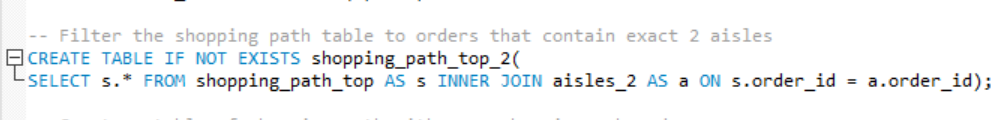 -- Filter the shopping path table to orders that contain exact 2 aisles
CREATE TABLE IF NOT EXISTS shopping_path_top_2(
SELECT s.* FROM shopping_path_top AS s INNER JOIN aisles_2 AS a ON s.order_id = a.order_id);